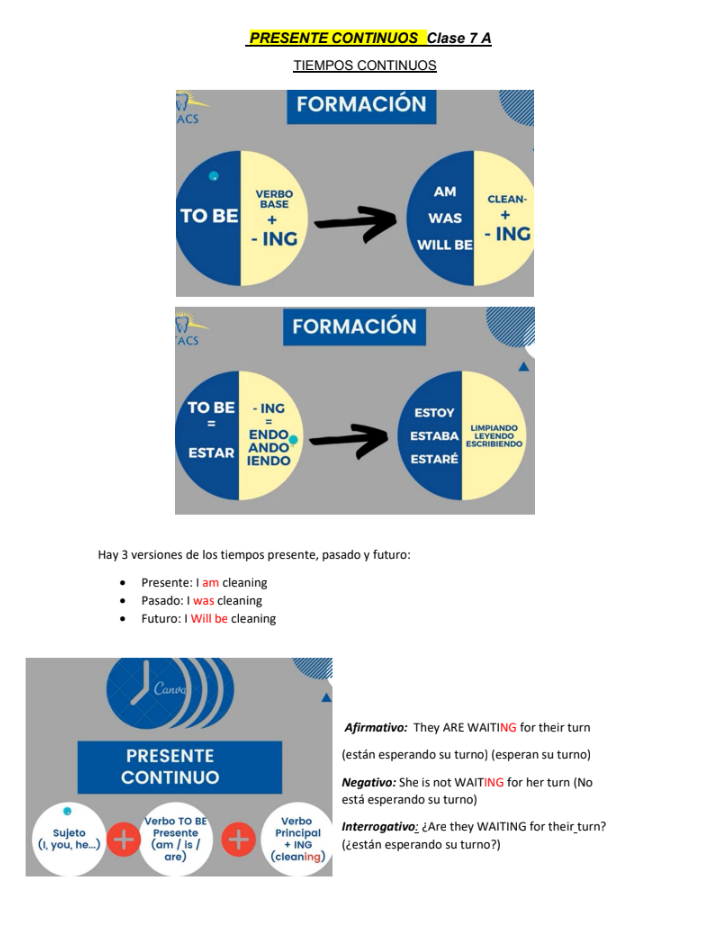 PRESENTE CONTINUOS  Clase 7 A
TIEMPOS CONTINUOS
ACS
FORMACIÓN
TO BE
VERBO
BASE
+
- ING
AM
WAS
WILL BE
CLEAN-
+
- ING
ACS
FORMACIÓN
TO BE
=
ESTAR
- ING
=
ENDO
ANDO
IENDO
ESTOY
ESTABA
ESTARÉ
LIMPIANDO
LEYENDO
ESCRIBIENDO
Hay 3 versiones de los tiempos presente, pasado y futuro:
• Presente: I am cleaning
• Pasado: I was cleaning
• Futuro: I Will be cleaning
Canva
PRESENTE
CONTINUO
Sujeto
(I, you, he...)
+
Verbo TO BE
Presente
(am / is /
are)
+
Verbo
Principal
+ ING
(cleaning)
Afirmativo:  They ARE WAITING for their turn
(están esperando su turno) (esperan su turno)
Negativo: She is not WAITING for her turn (No
está esperando su turno)
Interrogativo: ¿Are they WAITING for their turn?
(¿están esperando su turno?)